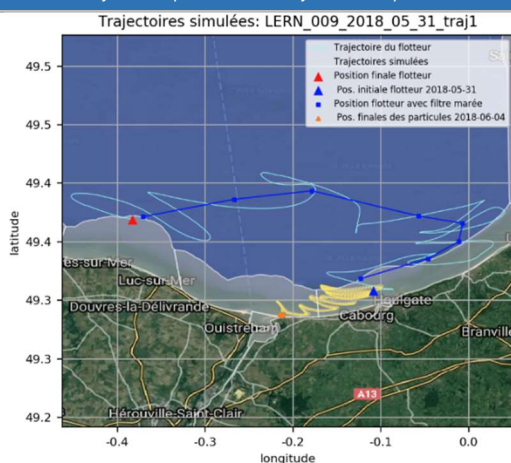 Trajectoires simulées: LERN_009_2018_05_31_traj1
Trajectoire du flotteur
Trajectoires simulées
Position finale flotteur
Pos. initiale flotteur 2018-05-31
Position flotteur avec filtre marée
Pos. finales des particules 2018-06-04
49.5
49.5
49.4
49.4
49.3
49.3
49.2
latitude
es-sur-Mer
Luc-sur-Mer
Douvres-la-Délivrande
Ouistreham
Houlgate
Cabourg
Branville
A13
Hérouville-Saint-Clair
-0.4
-0.3
-0.2
-0.1
0.0
longitude